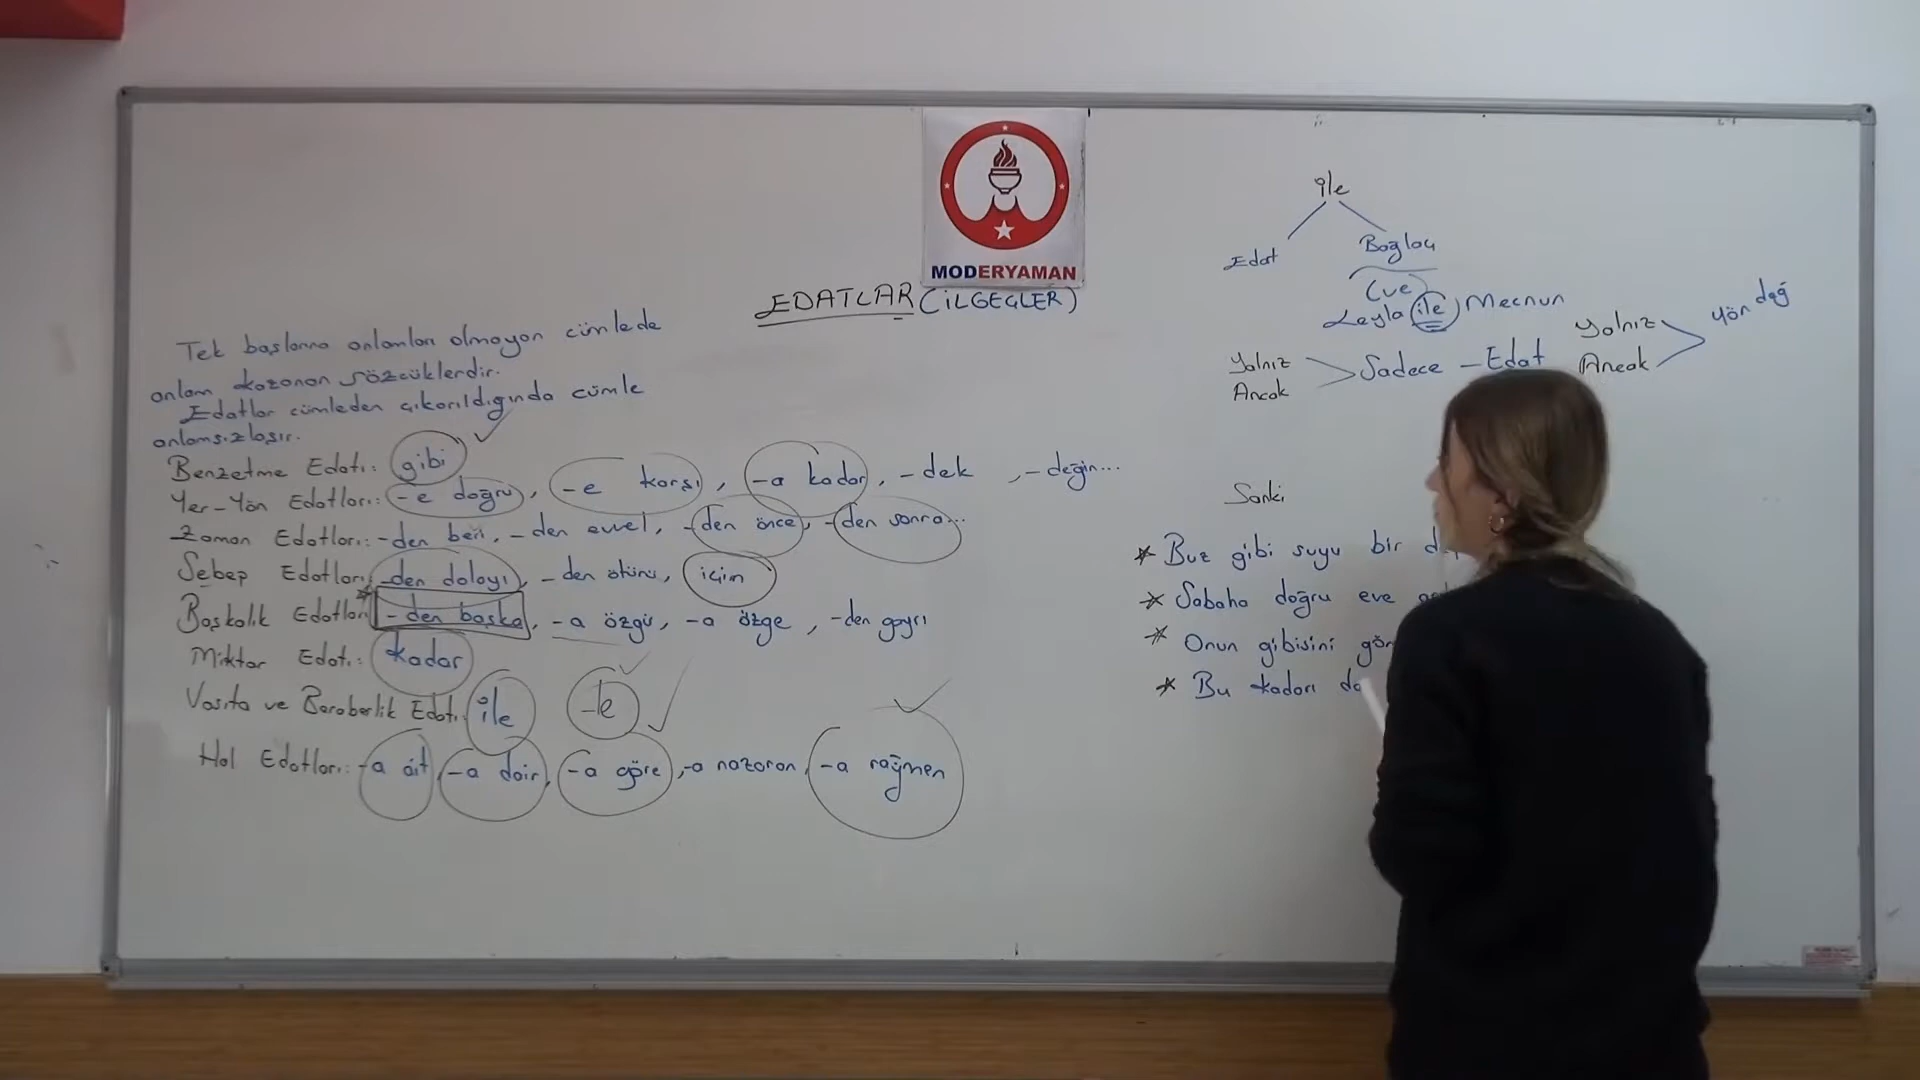 MODERYAMAN
EDATLAR (İLGEÇLER)
Tek başlarına anlamları olmayan cümlede
anlam kazanan sözcüklerdir.
Edatlar cümleden çıkarıldığında cümle
anlamsızlaşır.
Benzetme Edatı: gibi
Yer-Yön Edatları: -e doğru, -e karşı, -a kadar, -dek, -değin...
Zaman Edatları: -den beri, -den evvel, -den önce, -den sonra...
Sebep Edatları: -den dolayı, -den ötürü, için
Başkalık Edatları -den başka, -a özgü, -a özge, -den gayrı
Miktar Edatı: kadar
Vasıta ve Beraberlik Edatı: ile -le
Hal Edatları: -a ait, -a dair, -a göre, -a nazaran, -a rağmen
ile
Edat Bağlaç
(ve)
Leyla ile Mecnun
Yalnız
Ancak
Sadece - Edat
Yalnız
Ancak
Yön değ
Sanki
* Buz gibi suyu bir
* Sabaha doğru eve
* Onun gibisini
* Bu kadarı